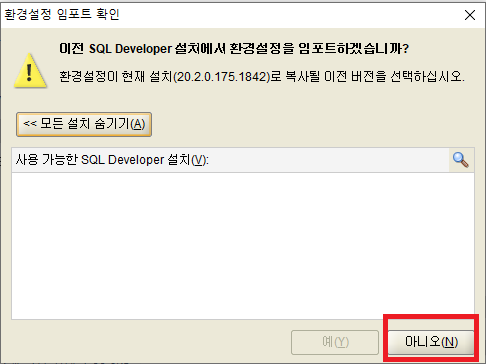 환경설정 임포트 확인
이전 SQL Developer 설치에서 환경설정을 임포트하겠습니까?
환경설정이 현재 설치(20.2.0.175.1842)로 복사될 이전 버전을 선택하십시오.
<< 모든 설치 숨기기(A)
사용 가능한 SQL Developer 설치(V):
예(Y)
아니오(N)